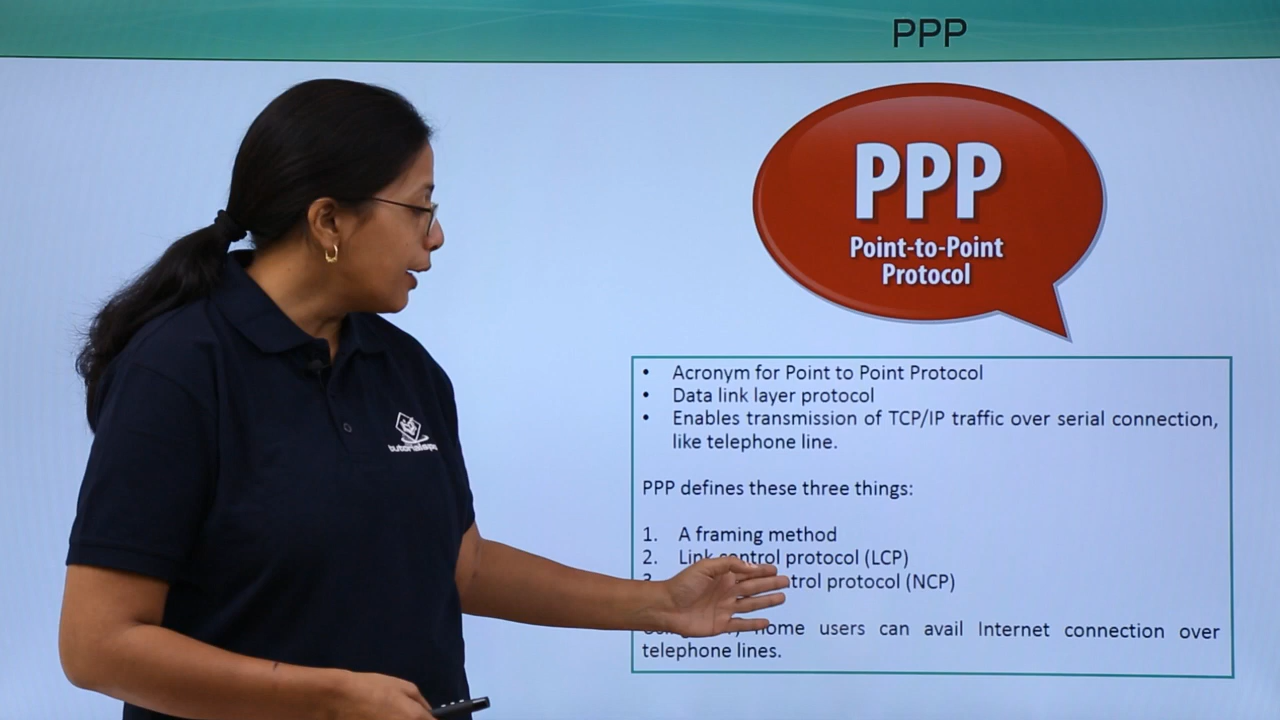 PPP
PPP
Point-to-Point
Protocol
• Acronym for Point to Point Protocol
• Data link layer protocol
• Enables transmission of TCP/IP traffic over serial connection,
like telephone line.
PPP defines these three things:
1. A framing method
2. Link control protocol (LCP)
protocol (NCP)
home users can avail Internet connection over
telephone lines.